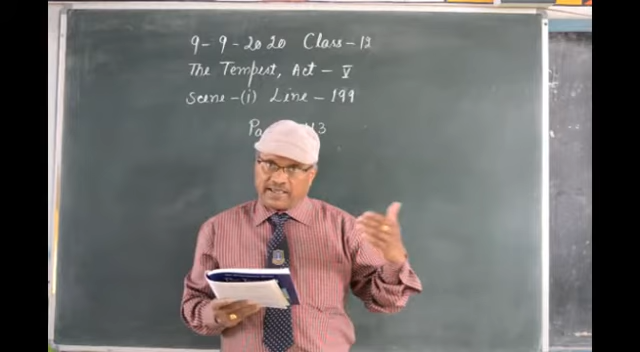 9-9-2020 Class-12
The Tempest, Act-V
Scene-(i) Line-199